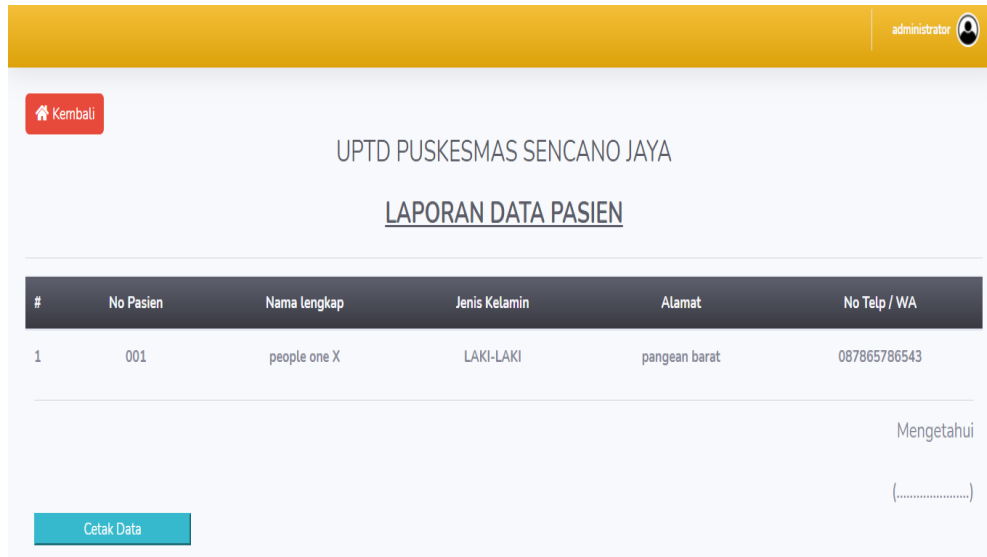 administrator
Kembali
UPTD PUSKESMAS SENCANO JAYA
LAPORAN DATA PASIEN
# No Pasien Nama lengkap Jenis Kelamin Alamat No Telp / WA
1 001 people one X LAKI-LAKI pangean barat 087865786543
Mengetahui
(......................)
Cetak Data